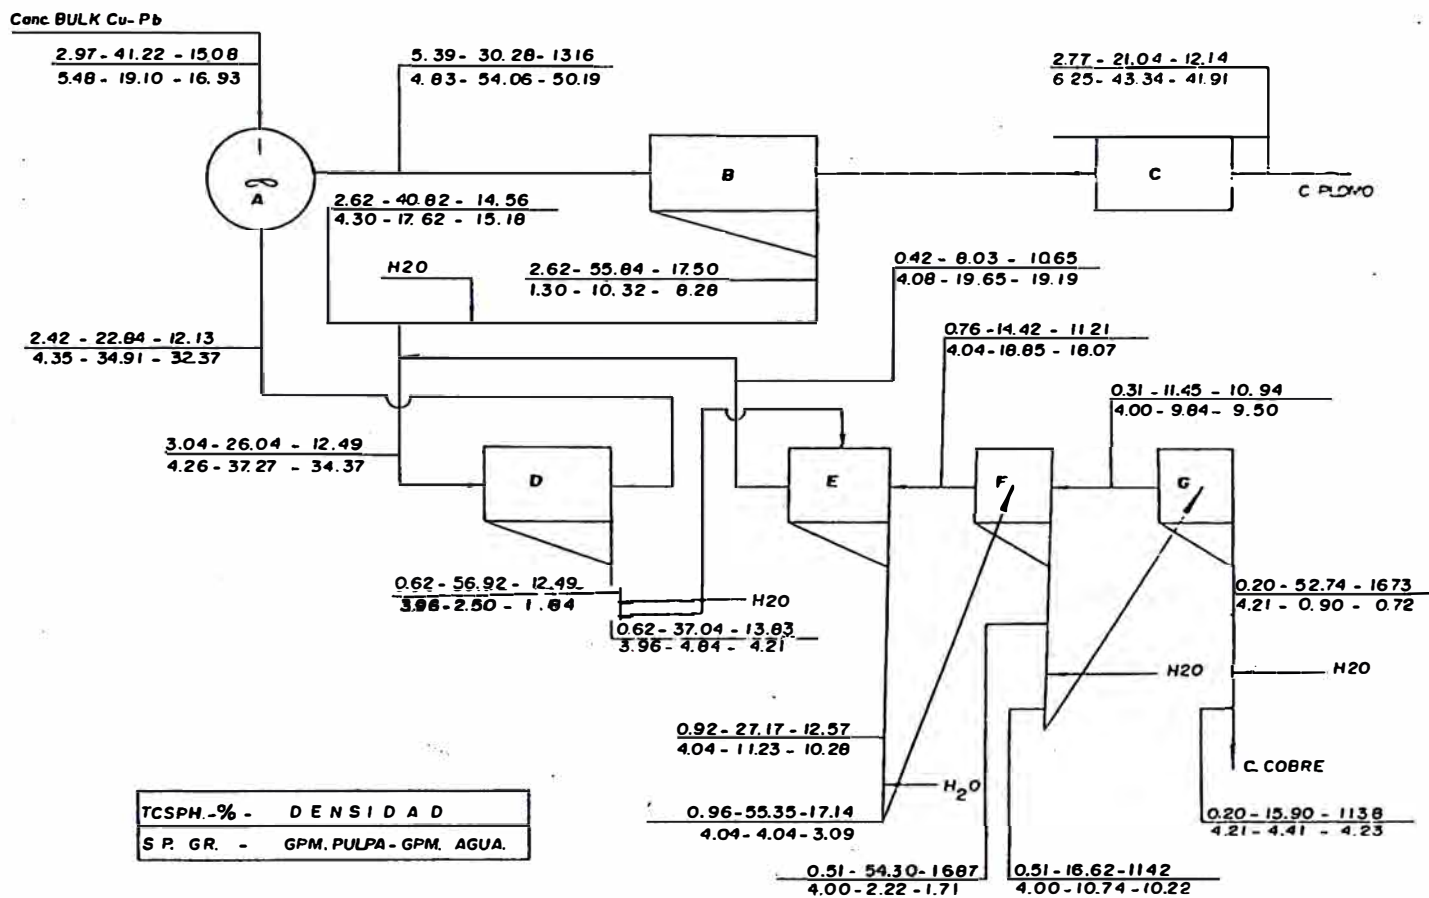 Conc. BULK Cu-Pb
2.97 - 41.22 - 15.08
5.48 - 19.10 - 16.93
5.39 - 30.28 - 1316
4.83 - 54.06 - 50.19
2.77 - 21.04 - 12.14
6 25 - 43.34 - 41.91
A
B
C
C PLOMO
2.62 - 40.82 - 14.56
4.30 - 17.62 - 15.18
H2O
2.62 - 55.84 - 17.50
1.30 - 10.32 - 8.28
0.42 - 8.03 - 10.65
4.08 - 19.65 - 19.19
2.42 - 22.84 - 12.13
4.35 - 34.91 - 32.37
0.76 - 14.42 - 11 21
4.04 - 18.85 - 18.07
0.31 - 11.45 - 10.94
4.00 - 9.84 - 9.50
3.04 - 26.04 - 12.49
4.26 - 37.27 - 34.37
D
E
F
G
0.62 - 56.92 - 12.49
3.96 - 2.50 - 1.84
H2O
0.62 - 37.04 - 13.83
3.96 - 4.84 - 4.21
0.20 - 52.74 - 1673
4.21 - 0.90 - 0.72
H2O
H2O
0.92 - 27.17 - 12.57
4.04 - 11.23 - 10.28
H2O
C. COBRE
0.96 - 55.35 - 17.14
4.04 - 4.04 - 3.09
0.20 - 15.90 - 1138
4.21 - 4.41 - 4.23
0.51 - 54.30 - 1687
4.00 - 2.22 - 1.71
0.51 - 16.62 - 1142
4.00 - 10.74 - 10.22
TCSPH. - % - DENSIDAD
SP. GR. - GPM. PULPA - GPM. AGUA.